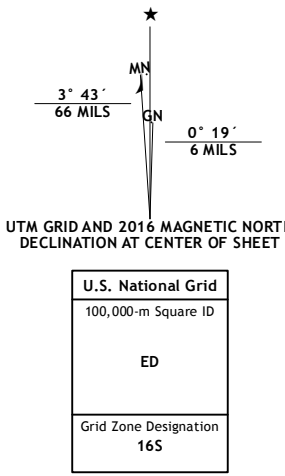 MN
3° 43´
66 MILS
GN
0° 19´
6 MILS
UTM GRID AND 2016 MAGNETIC NORTH
DECLINATION AT CENTER OF SHEET
U.S. National Grid
100,000-m Square ID
ED
Grid Zone Designation
16S